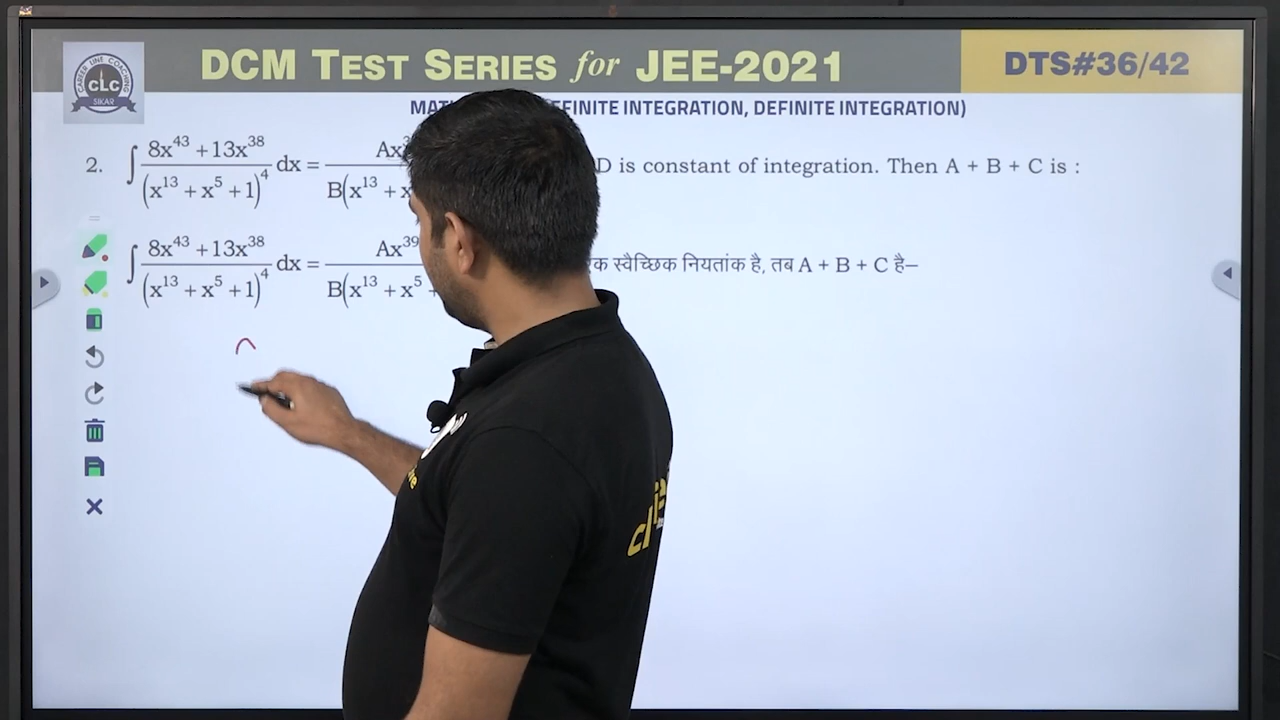 CAREER LINE COACHING
CLC
SIKAR
DCM TEST SERIES for JEE-2021
DTS#36/42
DEFINITE INTEGRATION, DEFINITE INTEGRATION)
2. ∫ (8x^43 + 13x^38)/(x^13 + x^5 + 1)^4 dx = Ax / B(x^13 + D is constant of integration. Then A + B + C is :
∫ (8x^43 + 13x^38)/(x^13 + x^5 + 1)^4 dx = Ax^39 / B(x^13 + x^5 स्वैच्छिक नियतांक है, तब A + B + C है–